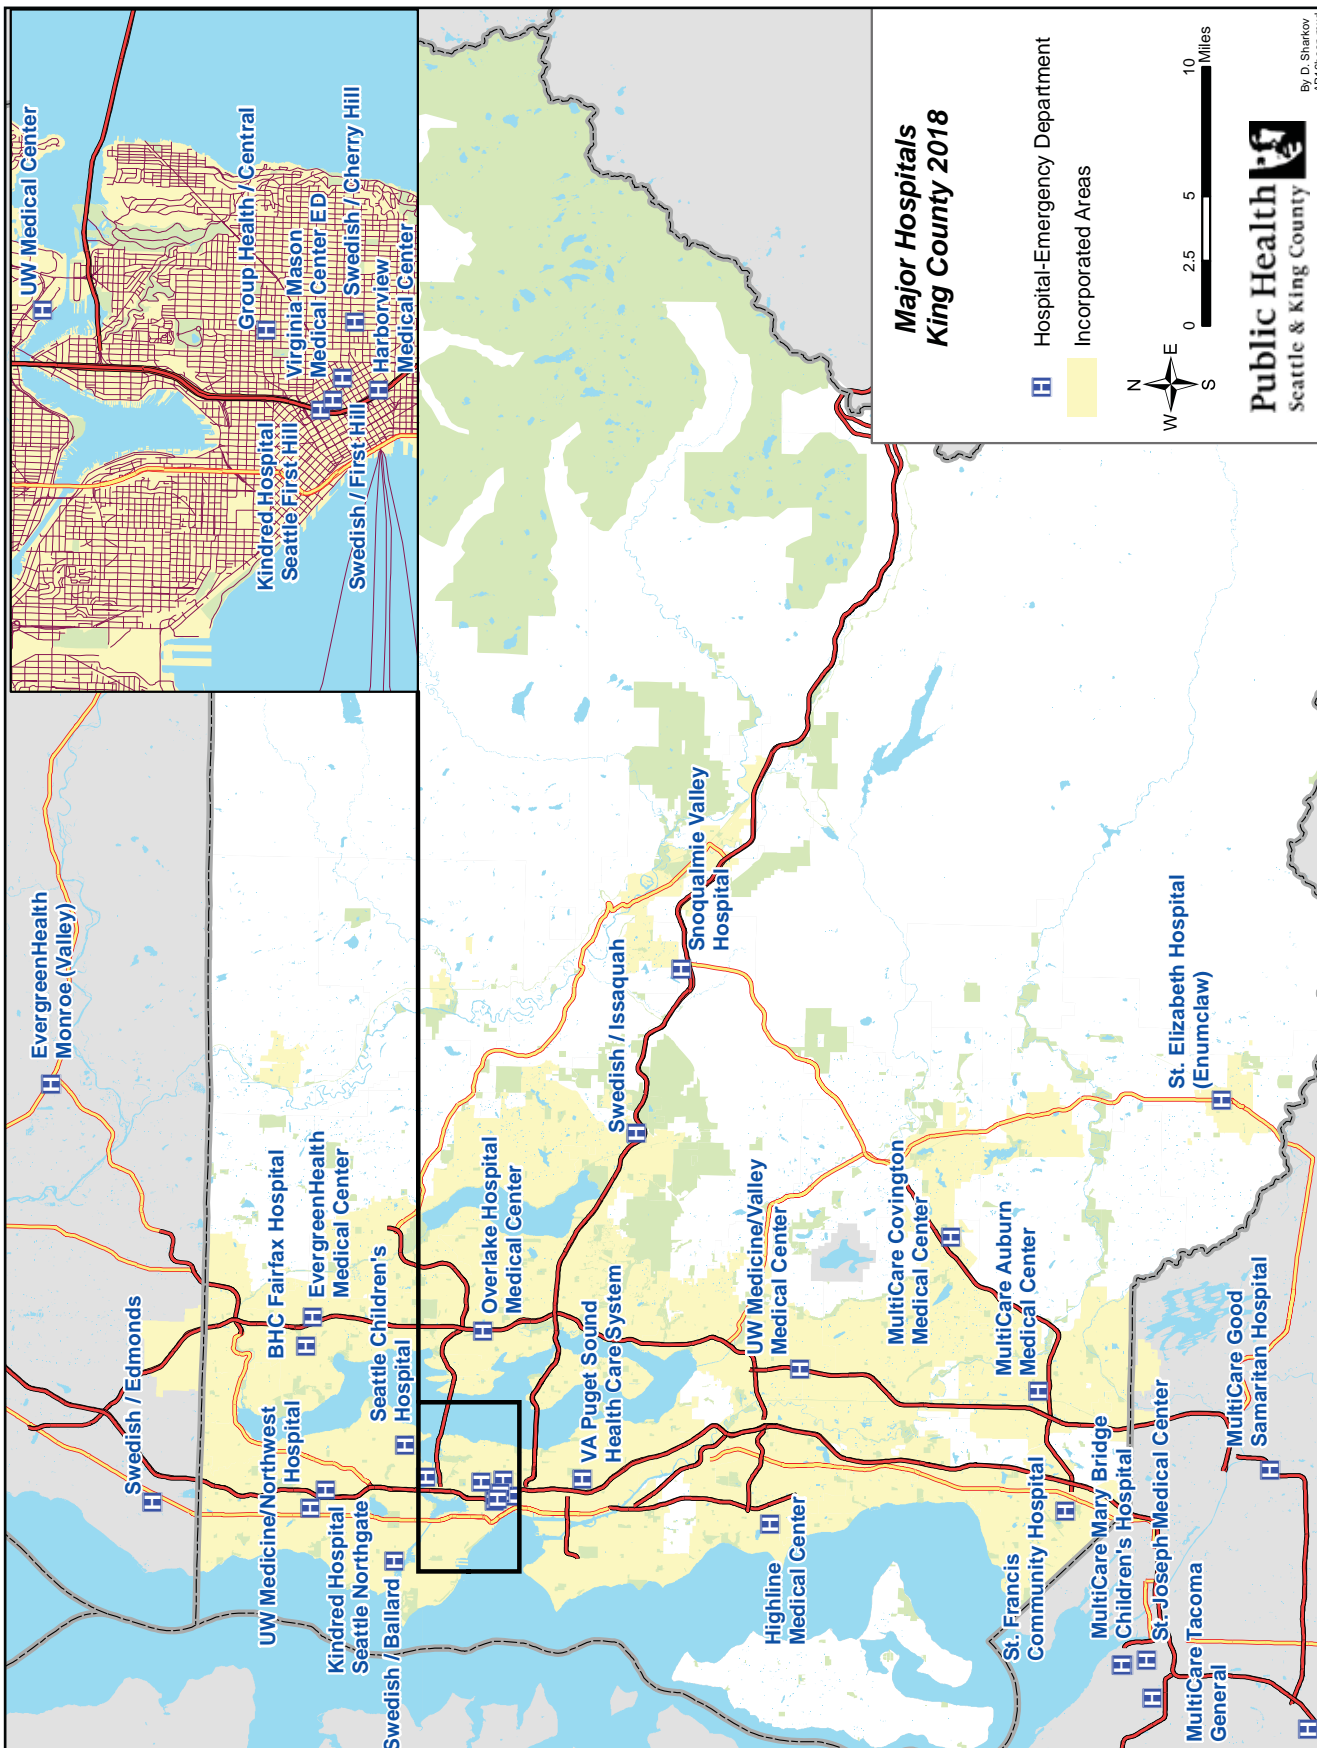 UW Medical Center
Group Health / Central
Virginia Mason
Medical Center ED
Swedish / Cherry Hill
Harborview
Medical Center
Kindred Hospital
Seattle First Hill
Swedish / First Hill
EvergreenHealth
Monroe (Valley)
Swedish / Edmonds
BHC Fairfax Hospital
EvergreenHealth
Medical Center
UW Medicine/Northwest
Hospital
Kindred Hospital
Seattle Northgate
Seattle Children's
Hospital
Swedish / Ballard
Overlake Hospital
Medical Center
Swedish / Issaquah
Snoqualmie Valley
Hospital
VA Puget Sound
Health Care System
UW Medicine/Valley
Medical Center
Highline
Medical Center
MultiCare Covington
Medical Center
MultiCare Auburn
Medical Center
St. Elizabeth Hospital
(Enumclaw)
St. Francis
Community Hospital
MultiCare Mary Bridge
Children's Hospital
St. Joseph Medical Center
MultiCare Tacoma
General
MultiCare Good
Samaritan Hospital
Major Hospitals
King County 2018
H Hospital-Emergency Department
Incorporated Areas
N
W E
S
0 2.5 5 10
Miles
Public Health
Seattle & King County
By D. Sharkov